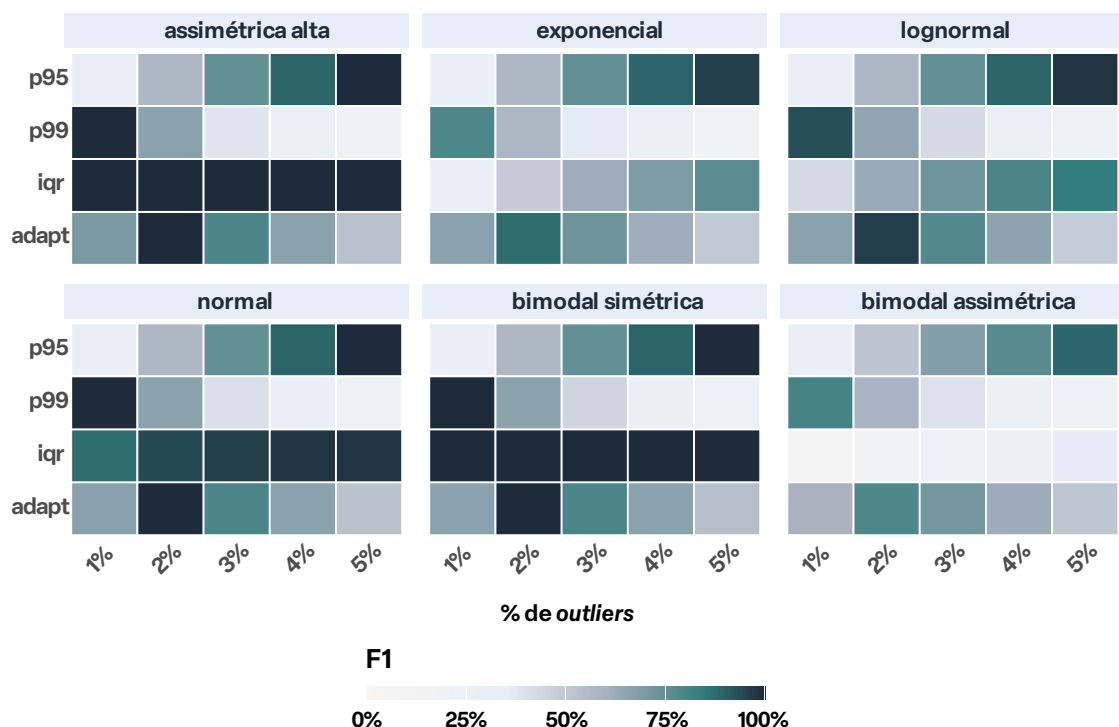 assimétrica alta exponencial lognormal
p95
p99
iqr
adapt
normal bimodal simétrica bimodal assimétrica
p95
p99
iqr
adapt
1% 2% 3% 4% 5% 1% 2% 3% 4% 5% 1% 2% 3% 4% 5%
% de outliers
F1
0% 25% 50% 75% 100%